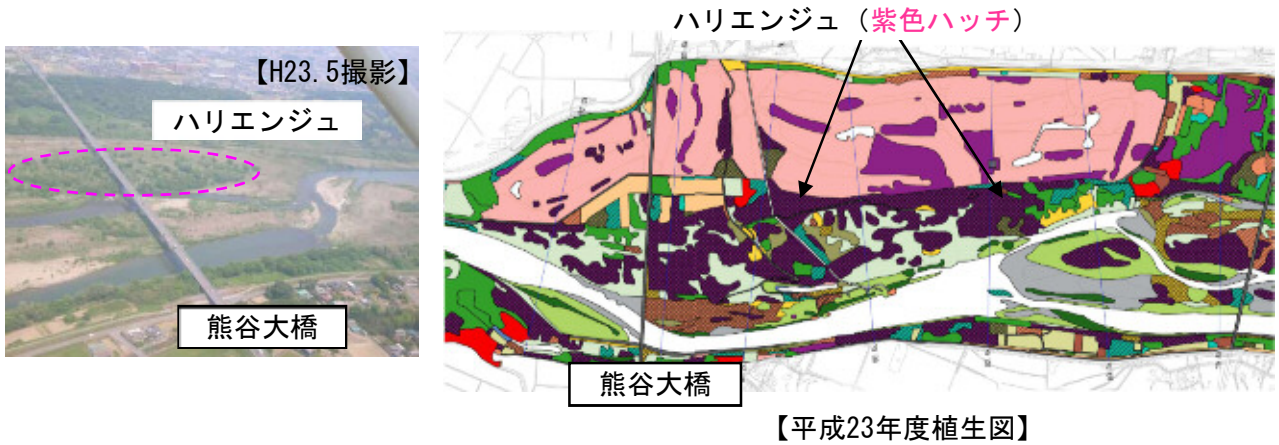 ハリエンジュ（紫色ハッチ）
【H23.5撮影】
ハリエンジュ
熊谷大橋
熊谷大橋
【平成23年度植生図】